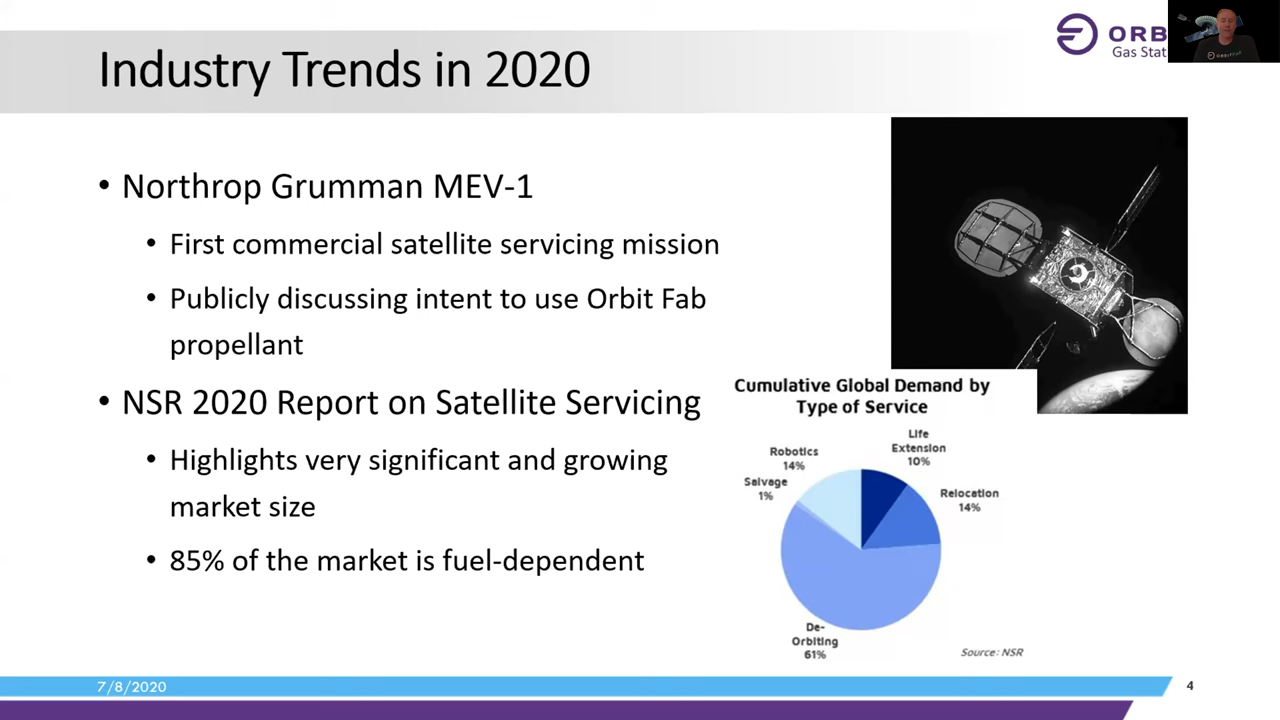 Industry Trends in 2020
ORB
Gas Stat
• Northrop Grumman MEV-1
• First commercial satellite servicing mission
• Publicly discussing intent to use Orbit Fab
propellant
• NSR 2020 Report on Satellite Servicing
• Highlights very significant and growing
market size
• 85% of the market is fuel-dependent
Cumulative Global Demand by
Type of Service
Life
Extension
10%
Robotics
14%
Salvage
1%
Relocation
14%
De-
Orbiting
61%
Source: NSR
7/8/2020
4